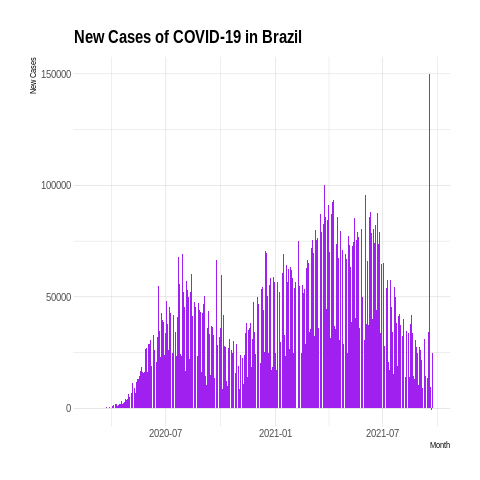 New Cases of COVID-19 in Brazil
New Cases
150000
100000
50000
0
2020-07
2021-01
2021-07
Month